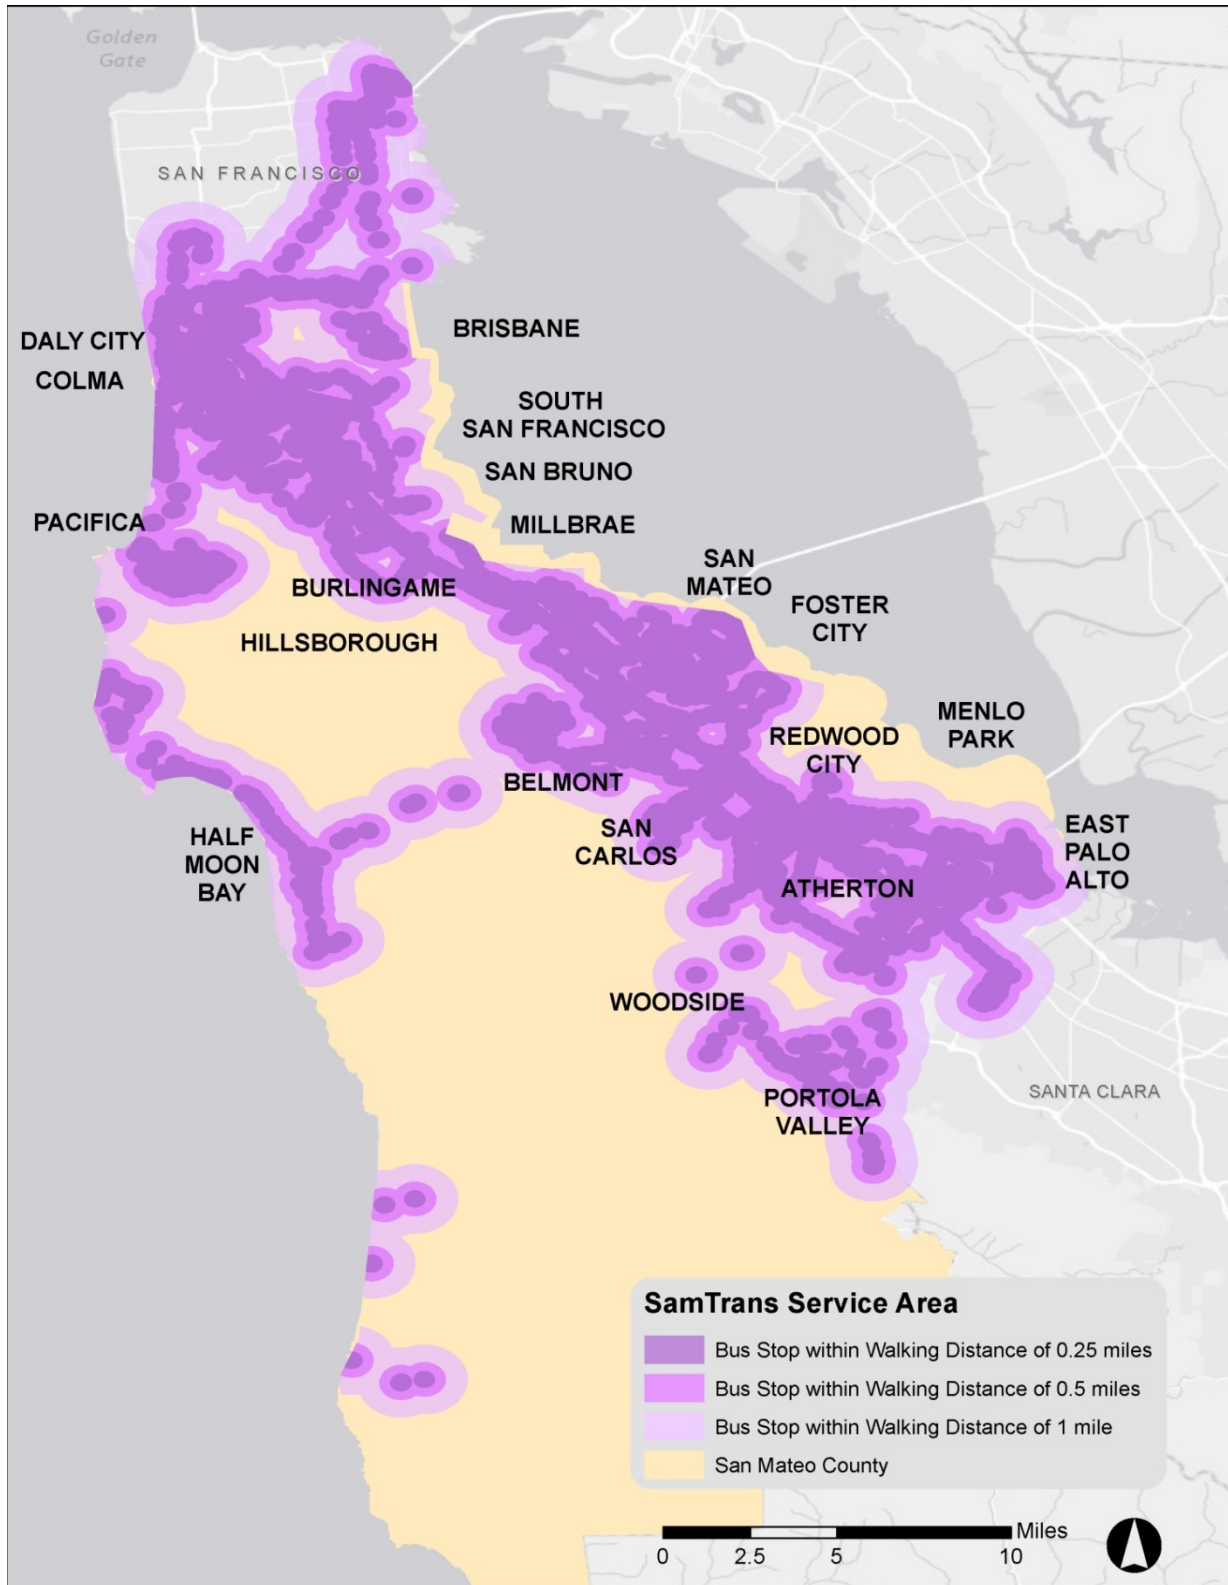 Golden
Gate
SAN FRANCISCO
DALY CITY
COLMA
BRISBANE
SOUTH
SAN FRANCISCO
SAN BRUNO
PACIFICA
MILLBRAE
BURLINGAME
SAN
MATEO
FOSTER
CITY
HILLSBOROUGH
MENLO
PARK
REDWOOD
CITY
BELMONT
SAN
CARLOS
HALF
MOON
BAY
EAST
PALO
ALTO
ATHERTON
WOODSIDE
PORTOLA
VALLEY
SANTA CLARA
SamTrans Service Area
Bus Stop within Walking Distance of 0.25 miles
Bus Stop within Walking Distance of 0.5 miles
Bus Stop within Walking Distance of 1 mile
San Mateo County
Miles
0 2.5 5 10